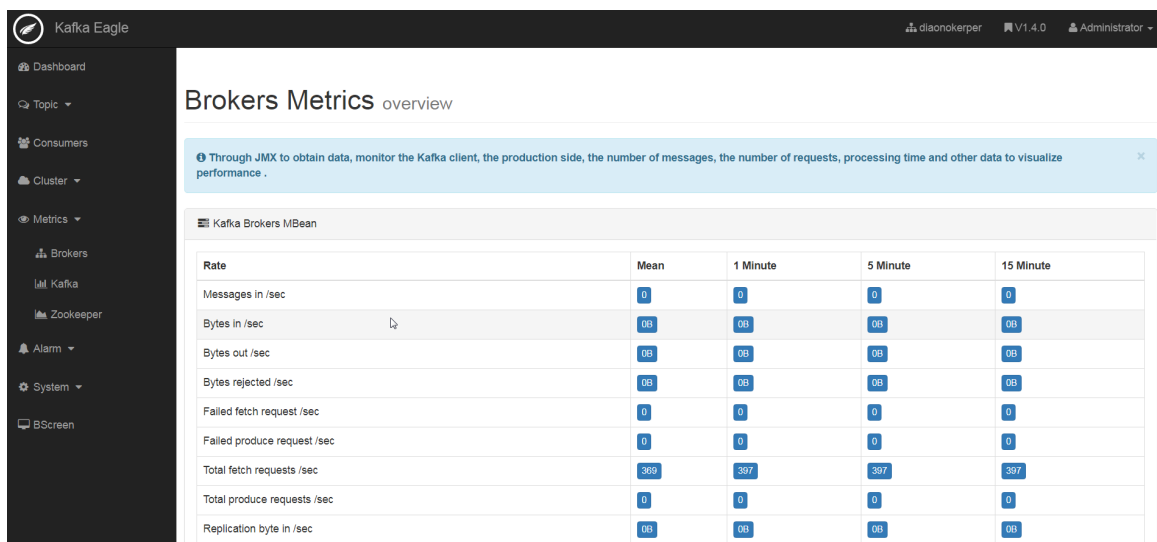 Kafka Eagle
diaonokerper V1.4.0 Administrator
Dashboard
Topic
Consumers
Cluster
Metrics
Brokers
Kafka
Zookeeper
Alarm
System
BScreen
Brokers Metrics overview
Through JMX to obtain data, monitor the Kafka client, the production side, the number of messages, the number of requests, processing time and other data to visualize
performance .
×
Kafka Brokers MBean
Rate Mean 1 Minute 5 Minute 15 Minute
Messages in /sec 0 0 0 0
Bytes in /sec 0B 0B 0B 0B
Bytes out /sec 0B 0B 0B 0B
Bytes rejected /sec 0B 0B 0B 0B
Failed fetch request /sec 0 0 0 0
Failed produce request /sec 0 0 0 0
Total fetch requests /sec 369 397 397 397
Total produce requests /sec 0 0 0 0
Replication byte in /sec 0B 0B 0B 0B